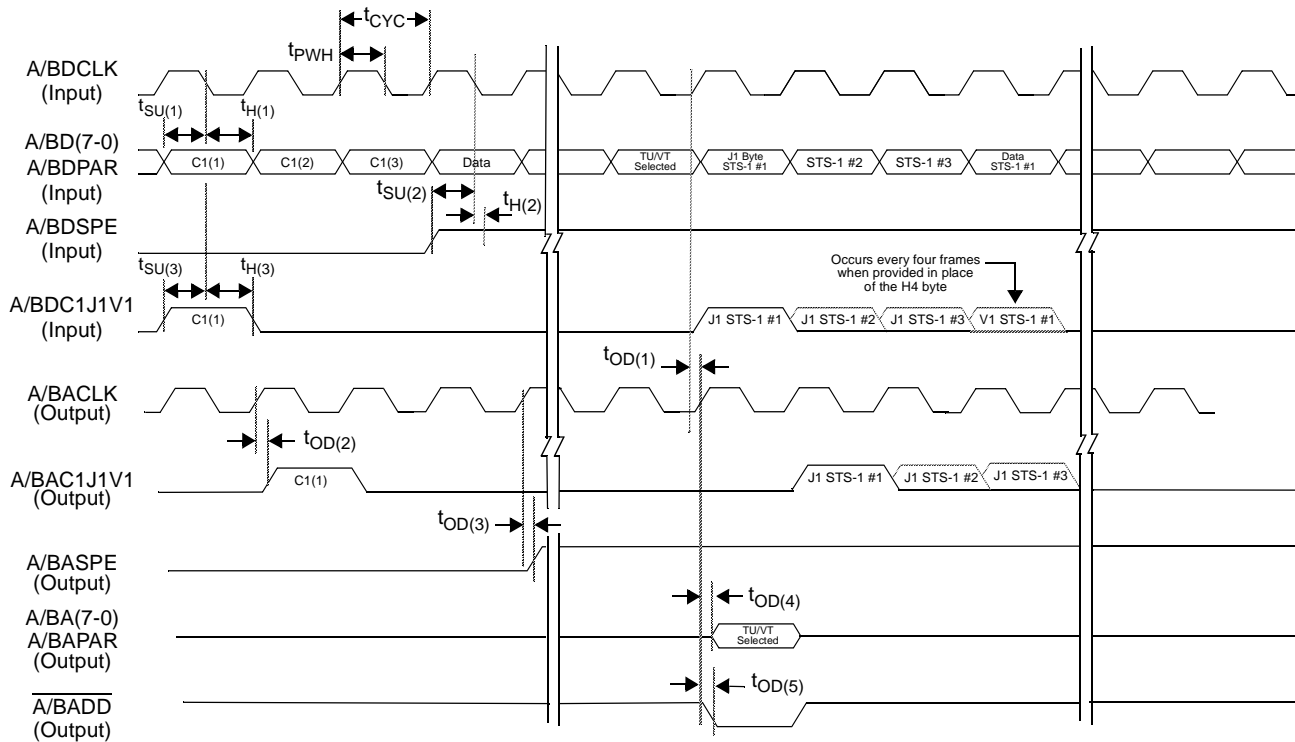 tCYC
tPWH
A/BDCLK
(Input)
tSU(1)
tH(1)
A/BD(7-0)
A/BDPAR
(Input)
C1(1)
C1(2)
C1(3)
Data
TU/VT
Selected
J1 Byte
STS-1 #1
STS-1 #2
STS-1 #3
Data
STS-1 #1
tSU(2)
tH(2)
A/BDSPE
(Input)
tSU(3)
tH(3)
Occurs every four frames
when provided in place
of the H4 byte
A/BDC1J1V1
(Input)
C1(1)
J1 STS-1 #1
J1 STS-1 #2
J1 STS-1 #3
V1 STS-1 #1
tOD(1)
A/BACLK
(Output)
tOD(2)
A/BAC1J1V1
(Output)
C1(1)
J1 STS-1 #1
J1 STS-1 #2
J1 STS-1 #3
tOD(3)
A/BASPE
(Output)
A/BA(7-0)
A/BAPAR
(Output)
tOD(4)
TU/VT
Selected
tOD(5)
A/BADD
(Output)